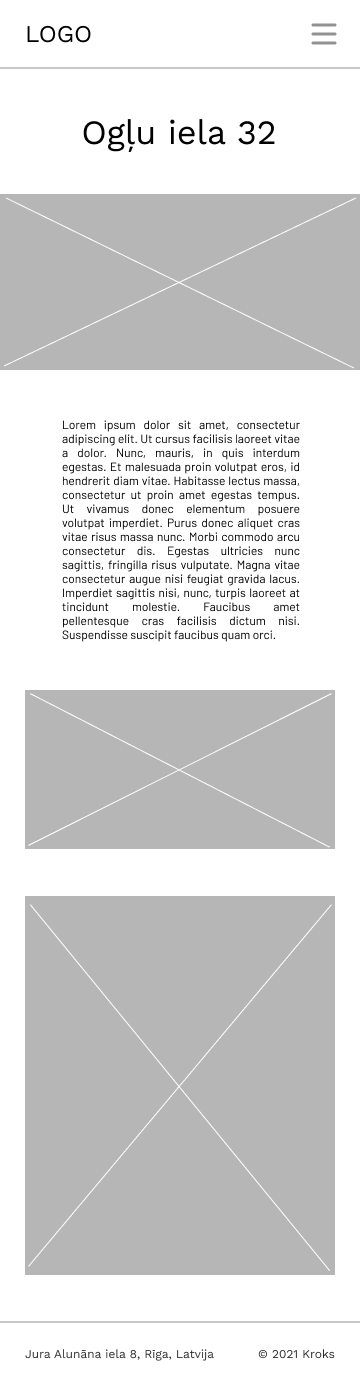 LOGO
Ogļu iela 32
Lorem ipsum dolor sit amet, consectetur
adipiscing elit. Ut cursus facilisis laoreet vitae
a dolor. Nunc, mauris, in quis interdum
egestas. Et malesuada proin volutpat eros, id
hendrerit diam vitae. Habitasse lectus massa,
consectetur ut proin amet egestas tempus.
Ut vivamus donec elementum posuere
volutpat imperdiet. Purus donec aliquet cras
vitae risus massa nunc. Morbi commodo arcu
consectetur dis. Egestas ultricies nunc
sagittis, fringilla risus vulputate. Magna vitae
consectetur augue nisi feugiat gravida lacus.
Imperdiet sagittis nisi, nunc, turpis laoreet at
tincidunt molestie. Faucibus amet
pellentesque cras facilisis dictum nisi.
Suspendisse suscipit faucibus quam orci.
Jura Alunāna iela 8, Rīga, Latvija
© 2021 Kroks